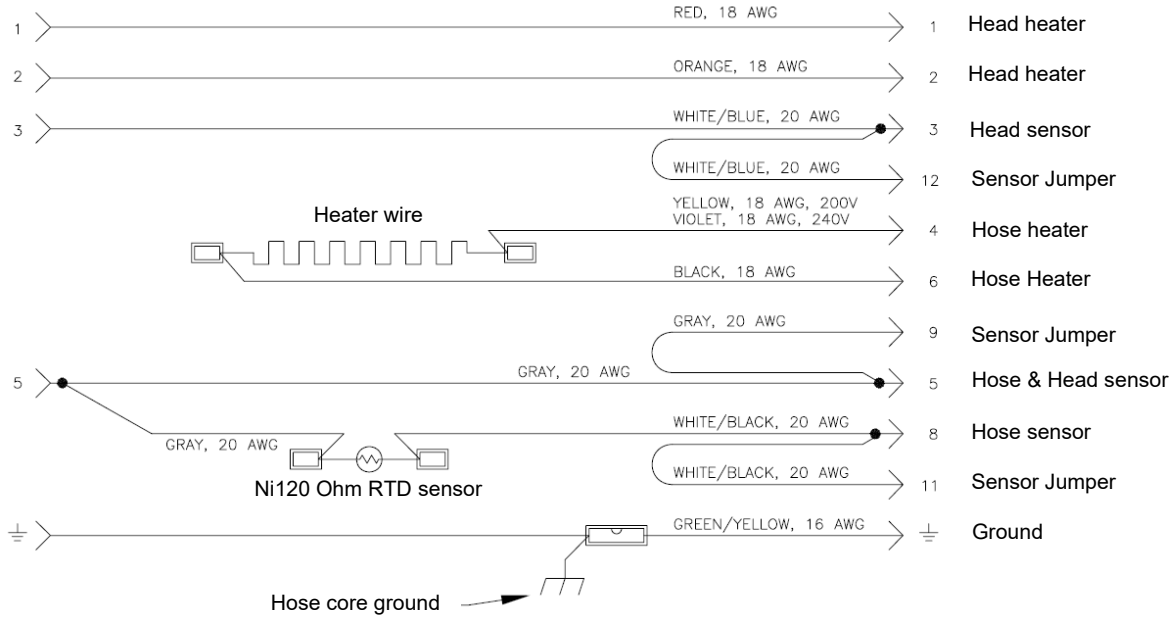 RED, 18 AWG
1 1 Head heater
ORANGE, 18 AWG
2 2 Head heater
WHITE/BLUE, 20 AWG
3 3 Head sensor
WHITE/BLUE, 20 AWG
12 Sensor Jumper
YELLOW, 18 AWG, 200V
Heater wire
VIOLET, 18 AWG, 240V
4 Hose heater
BLACK, 18 AWG
6 Hose Heater
GRAY, 20 AWG
9 Sensor Jumper
GRAY, 20 AWG
5 5 Hose & Head sensor
WHITE/BLACK, 20 AWG
8 Hose sensor
GRAY, 20 AWG
WHITE/BLACK, 20 AWG
11 Sensor Jumper
Ni120 Ohm RTD sensor
GREEN/YELLOW, 16 AWG
Ground
Hose core ground